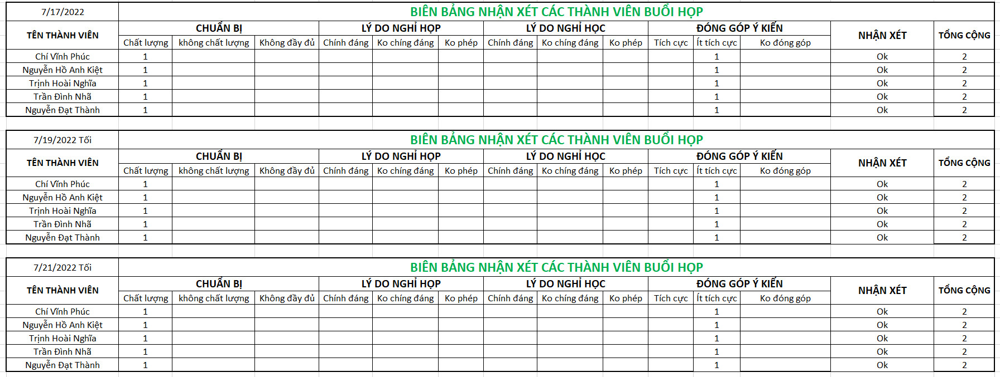 7/17/2022 BIÊN BẢNG NHẬN XÉT CÁC THÀNH VIÊN BUỔI HỌP
TÊN THÀNH VIÊN CHUẨN BỊ LÝ DO NGHỈ HỌP LÝ DO NGHỈ HỌC ĐÓNG GÓP Ý KIẾN NHẬN XÉT TỔNG CỘNG
Chất lượng không chất lượng Không đầy đủ Chính đáng Ko chíng đáng Ko phép Chính đáng Ko chíng đáng Ko phép Tích cực Ít tích cực Ko đóng góp
Chí Vĩnh Phúc 1 1 Ok 2
Nguyễn Hồ Anh Kiệt 1 1 Ok 2
Trịnh Hoài Nghĩa 1 1 Ok 2
Trần Đình Nhã 1 1 Ok 2
Nguyễn Đạt Thành 1 1 Ok 2
7/19/2022 Tối BIÊN BẢNG NHẬN XÉT CÁC THÀNH VIÊN BUỔI HỌP
TÊN THÀNH VIÊN CHUẨN BỊ LÝ DO NGHỈ HỌP LÝ DO NGHỈ HỌC ĐÓNG GÓP Ý KIẾN NHẬN XÉT TỔNG CỘNG
Chất lượng không chất lượng Không đầy đủ Chính đáng Ko chíng đáng Ko phép Chính đáng Ko chíng đáng Ko phép Tích cực Ít tích cực Ko đóng góp
Chí Vĩnh Phúc 1 1 Ok 2
Nguyễn Hồ Anh Kiệt 1 1 Ok 2
Trịnh Hoài Nghĩa 1 1 Ok 2
Trần Đình Nhã 1 1 Ok 2
Nguyễn Đạt Thành 1 1 Ok 2
7/21/2022 Tối BIÊN BẢNG NHẬN XÉT CÁC THÀNH VIÊN BUỔI HỌP
TÊN THÀNH VIÊN CHUẨN BỊ LÝ DO NGHỈ HỌP LÝ DO NGHỈ HỌC ĐÓNG GÓP Ý KIẾN NHẬN XÉT TỔNG CỘNG
Chất lượng không chất lượng Không đầy đủ Chính đáng Ko chíng đáng Ko phép Chính đáng Ko chíng đáng Ko phép Tích cực Ít tích cực Ko đóng góp
Chí Vĩnh Phúc 1 1 Ok 2
Nguyễn Hồ Anh Kiệt 1 1 Ok 2
Trịnh Hoài Nghĩa 1 1 Ok 2
Trần Đình Nhã 1 1 Ok 2
Nguyễn Đạt Thành 1 1 Ok 2